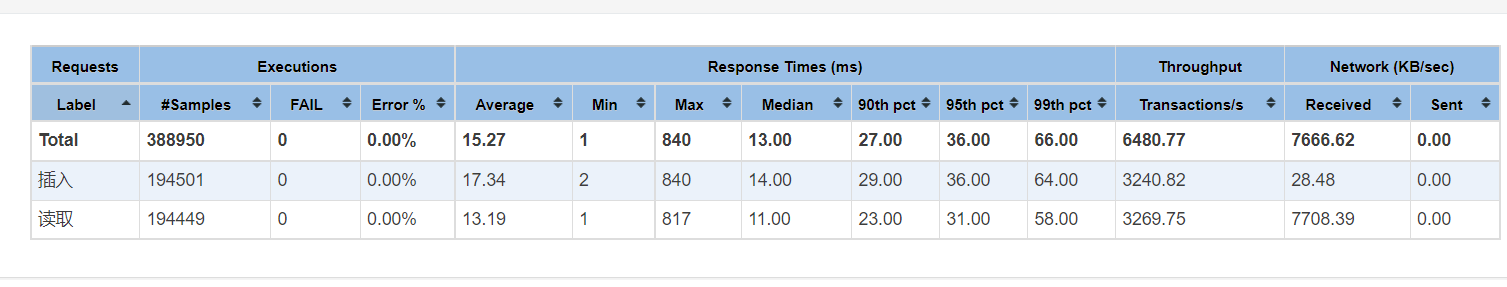 Requests Executions Response Times (ms) Throughput Network (KB/sec)
Label #Samples FAIL Error % Average Min Max Median 90th pct 95th pct 99th pct Transactions/s Received Sent
Total 388950 0 0.00% 15.27 1 840 13.00 27.00 36.00 66.00 6480.77 7666.62 0.00
插入 194501 0 0.00% 17.34 2 840 14.00 29.00 36.00 64.00 3240.82 28.48 0.00
读取 194449 0 0.00% 13.19 1 817 11.00 23.00 31.00 58.00 3269.75 7708.39 0.00